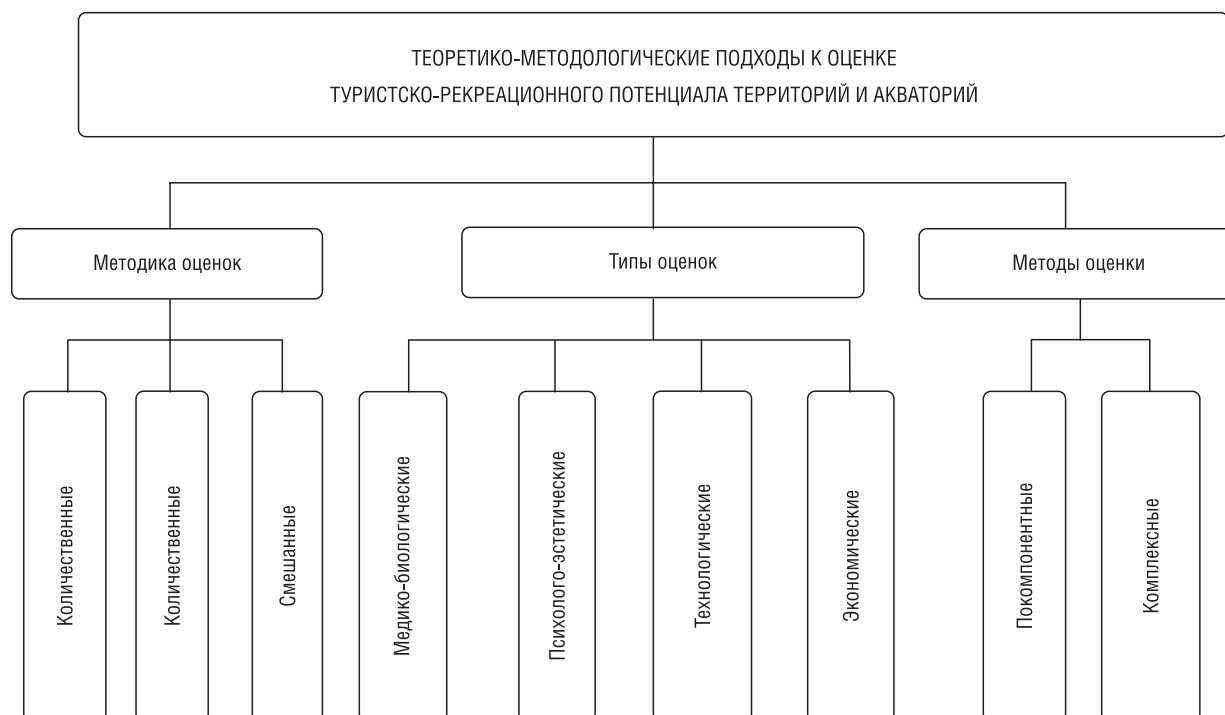 ТЕОРЕТИКО-МЕТОДОЛОГИЧЕСКИЕ ПОДХОДЫ К ОЦЕНКЕ
ТУРИСТСКО-РЕКРЕАЦИОННОГО ПОТЕНЦИАЛА ТЕРРИТОРИЙ И АКВАТОРИЙ
Методика оценок
Типы оценок
Методы оценки
Количественные
Количественные
Смешанные
Медико-биологические
Психолого-эстетические
Технологические
Экономические
Покомпонентные
Комплексные